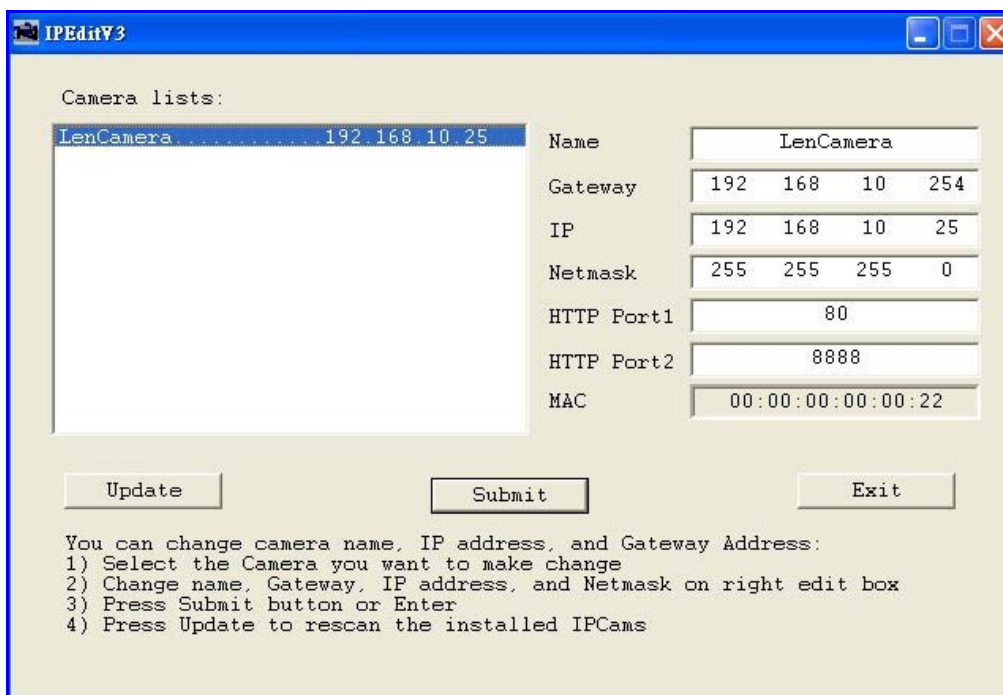 IPEditV3
Camera lists:
LenCamera............192.168.10.25
Name LenCamera
Gateway 192 168 10 254
IP 192 168 10 25
Netmask 255 255 255 0
HTTP Port1 80
HTTP Port2 8888
MAC 00:00:00:00:00:22
Update Submit Exit
You can change camera name, IP address, and Gateway Address:
1) Select the Camera you want to make change
2) Change name, Gateway, IP address, and Netmask on right edit box
3) Press Submit button or Enter
4) Press Update to rescan the installed IPCams